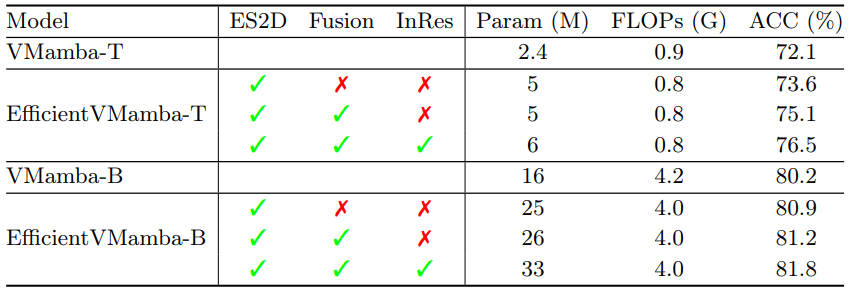 Model ES2D Fusion InRes Param (M) FLOPs (G) ACC (%)
VMamba-T 2.4 0.9 72.1
✓ ✗ ✗ 5 0.8 73.6
EfficientVMamba-T ✓ ✓ ✗ 5 0.8 75.1
✓ ✓ ✓ 6 0.8 76.5
VMamba-B 16 4.2 80.2
✓ ✗ ✗ 25 4.0 80.9
EfficientVMamba-B ✓ ✓ ✗ 26 4.0 81.2
✓ ✓ ✓ 33 4.0 81.8